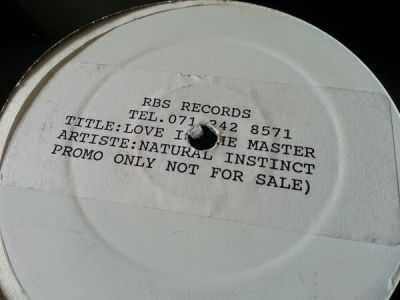 RBS RECORDS
TEL.071 242 8571
TITLE:LOVE I HE MASTER
ARTISTE:NATURAL INSTINCT
PROMO ONLY NOT FOR SALE)